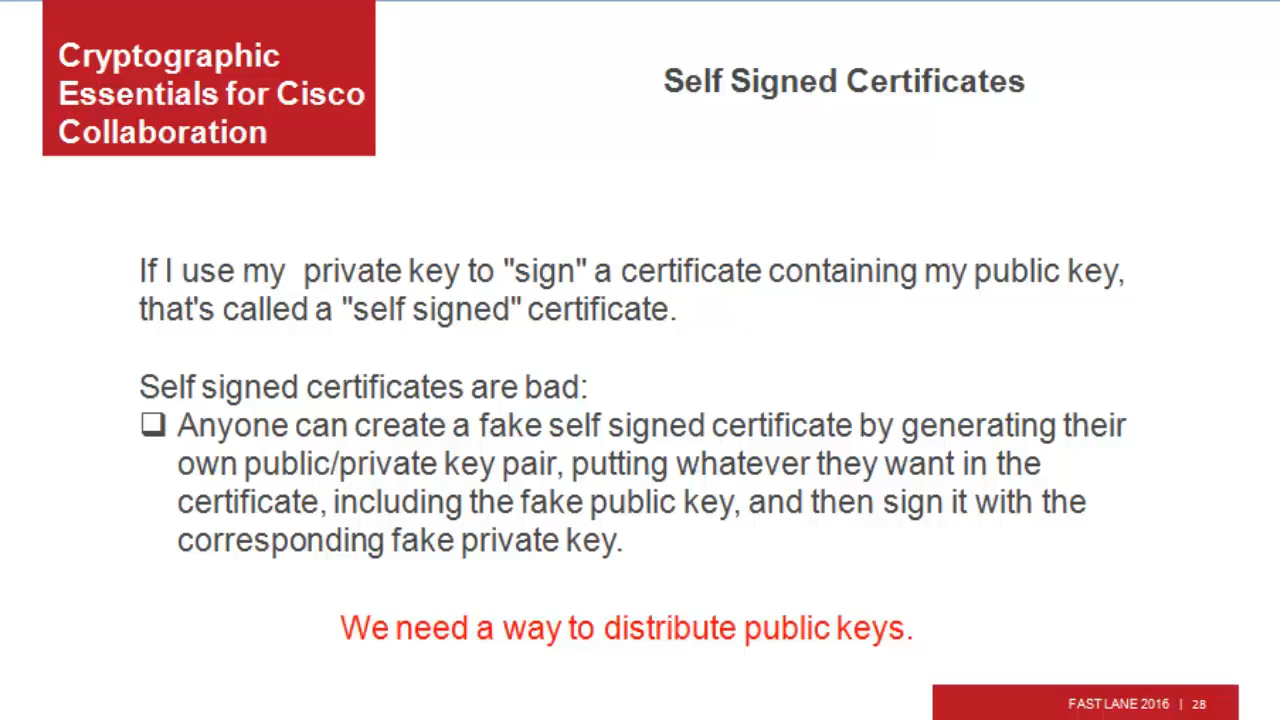 Cryptographic
Essentials for Cisco
Collaboration
Self Signed Certificates
If I use my private key to "sign" a certificate containing my public key,
that's called a "self signed" certificate.
Self signed certificates are bad:
❑ Anyone can create a fake self signed certificate by generating their
own public/private key pair, putting whatever they want in the
certificate, including the fake public key, and then sign it with the
corresponding fake private key.
We need a way to distribute public keys.
FAST LANE 2016 | 28